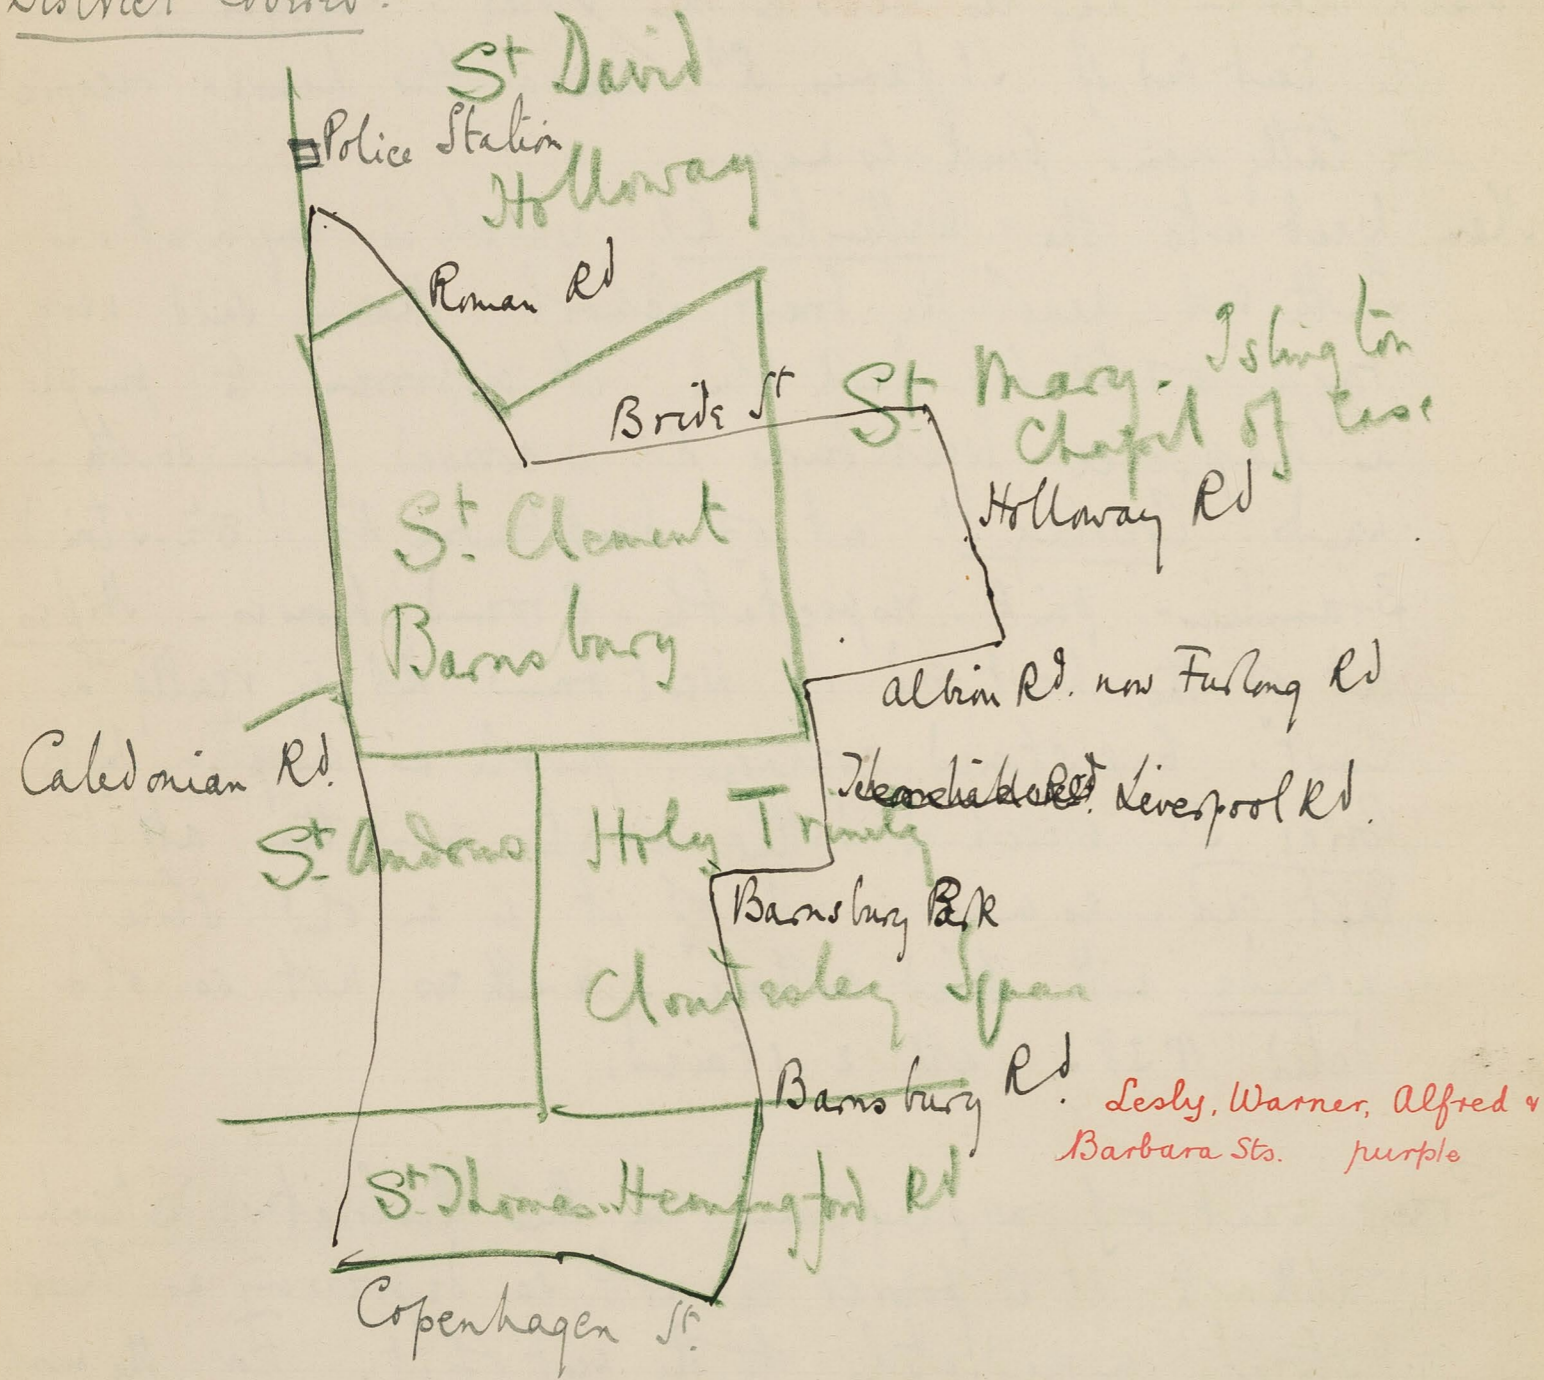 District
St David
Police Station
Holloway
Roman Rd
St Mary. Islington
Chapel of Ease
Bride St
Holloway Rd
St. Clement
Barnsbury
Albion Rd. now Furlong Rd
Caledonian Rd.
Liverpool Rd.
St. Andrews
Holy Trinity
Barnsbury Park
Cloudesley Square
Barnsbury Rd.
Lesly, Warner, Alfred &
Barbara Sts. purple
St. Thomas. Hemingford Rd
Copenhagen St.